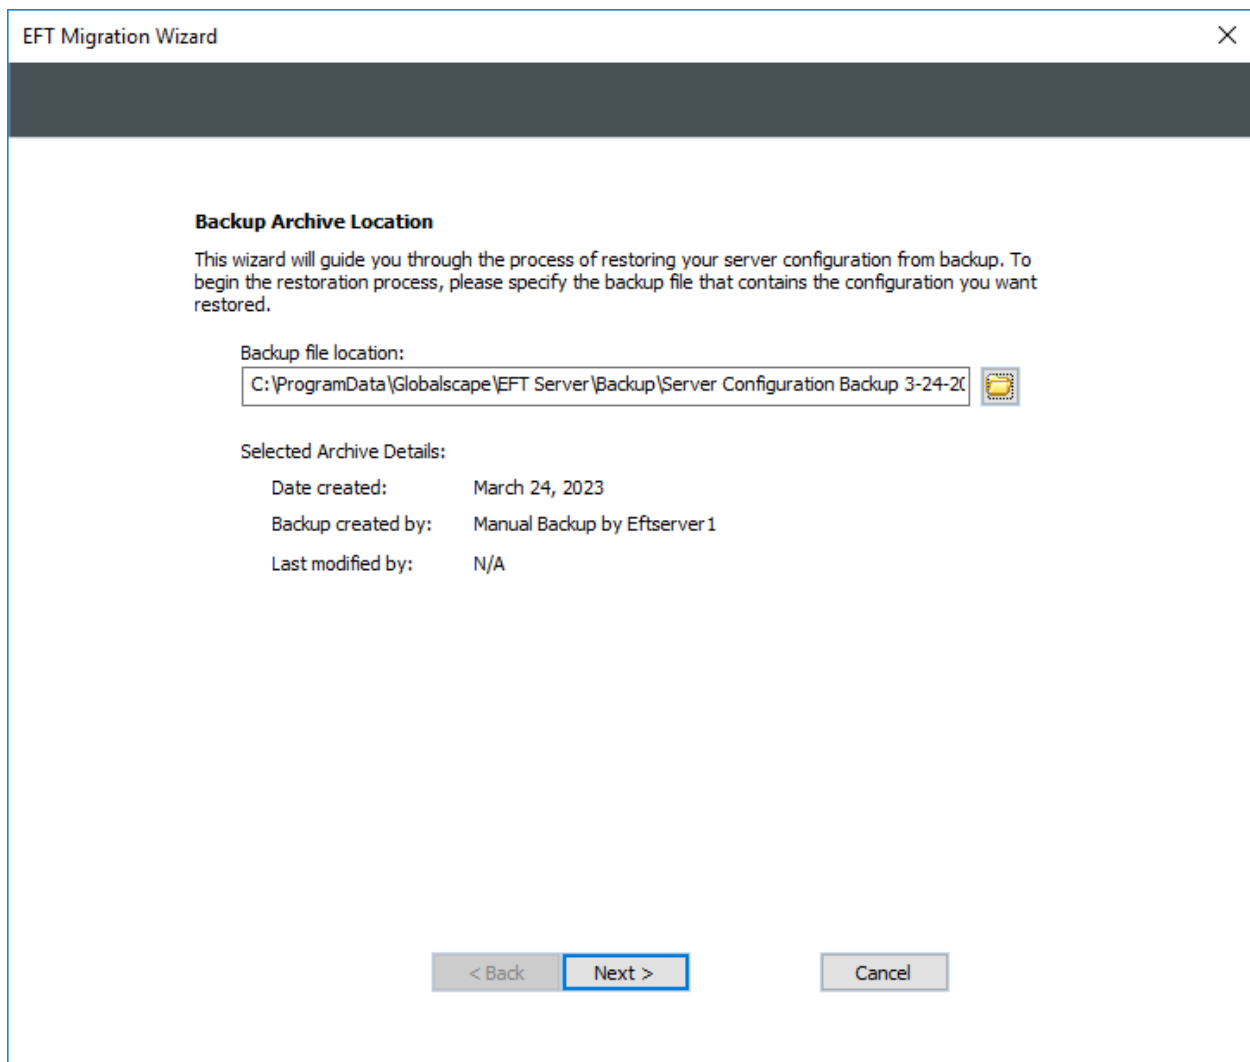 EFT Migration Wizard
Backup Archive Location
This wizard will guide you through the process of restoring your server configuration from backup. To
begin the restoration process, please specify the backup file that contains the configuration you want
restored.
Backup file location:
C:\ProgramData\Globalscape\EFT Server\Backup\Server Configuration Backup 3-24-20
Selected Archive Details:
Date created: March 24, 2023
Backup created by: Manual Backup by Eftserver1
Last modified by: N/A
< Back Next > Cancel